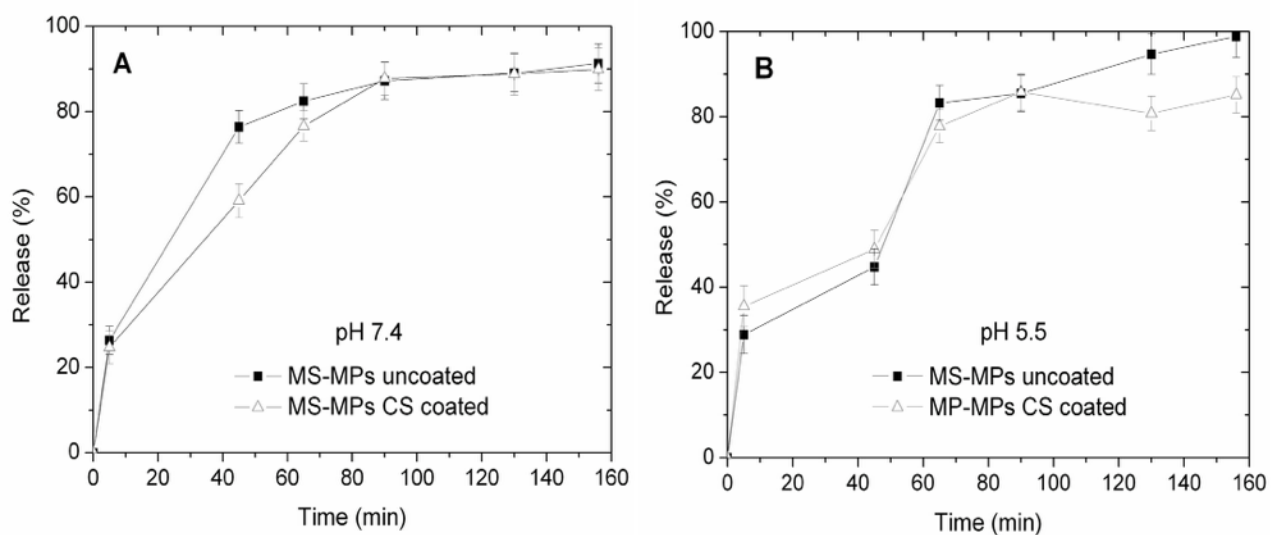 A
Release (%)
100
80
60
40
20
0
pH 7.4
MS-MPs uncoated
MS-MPs CS coated
0 20 40 60 80 100 120 140 160
Time (min)
B
Release (%)
100
80
60
40
20
0
pH 5.5
MS-MPs uncoated
MP-MPs CS coated
0 20 40 60 80 100 120 140 160
Time (min)